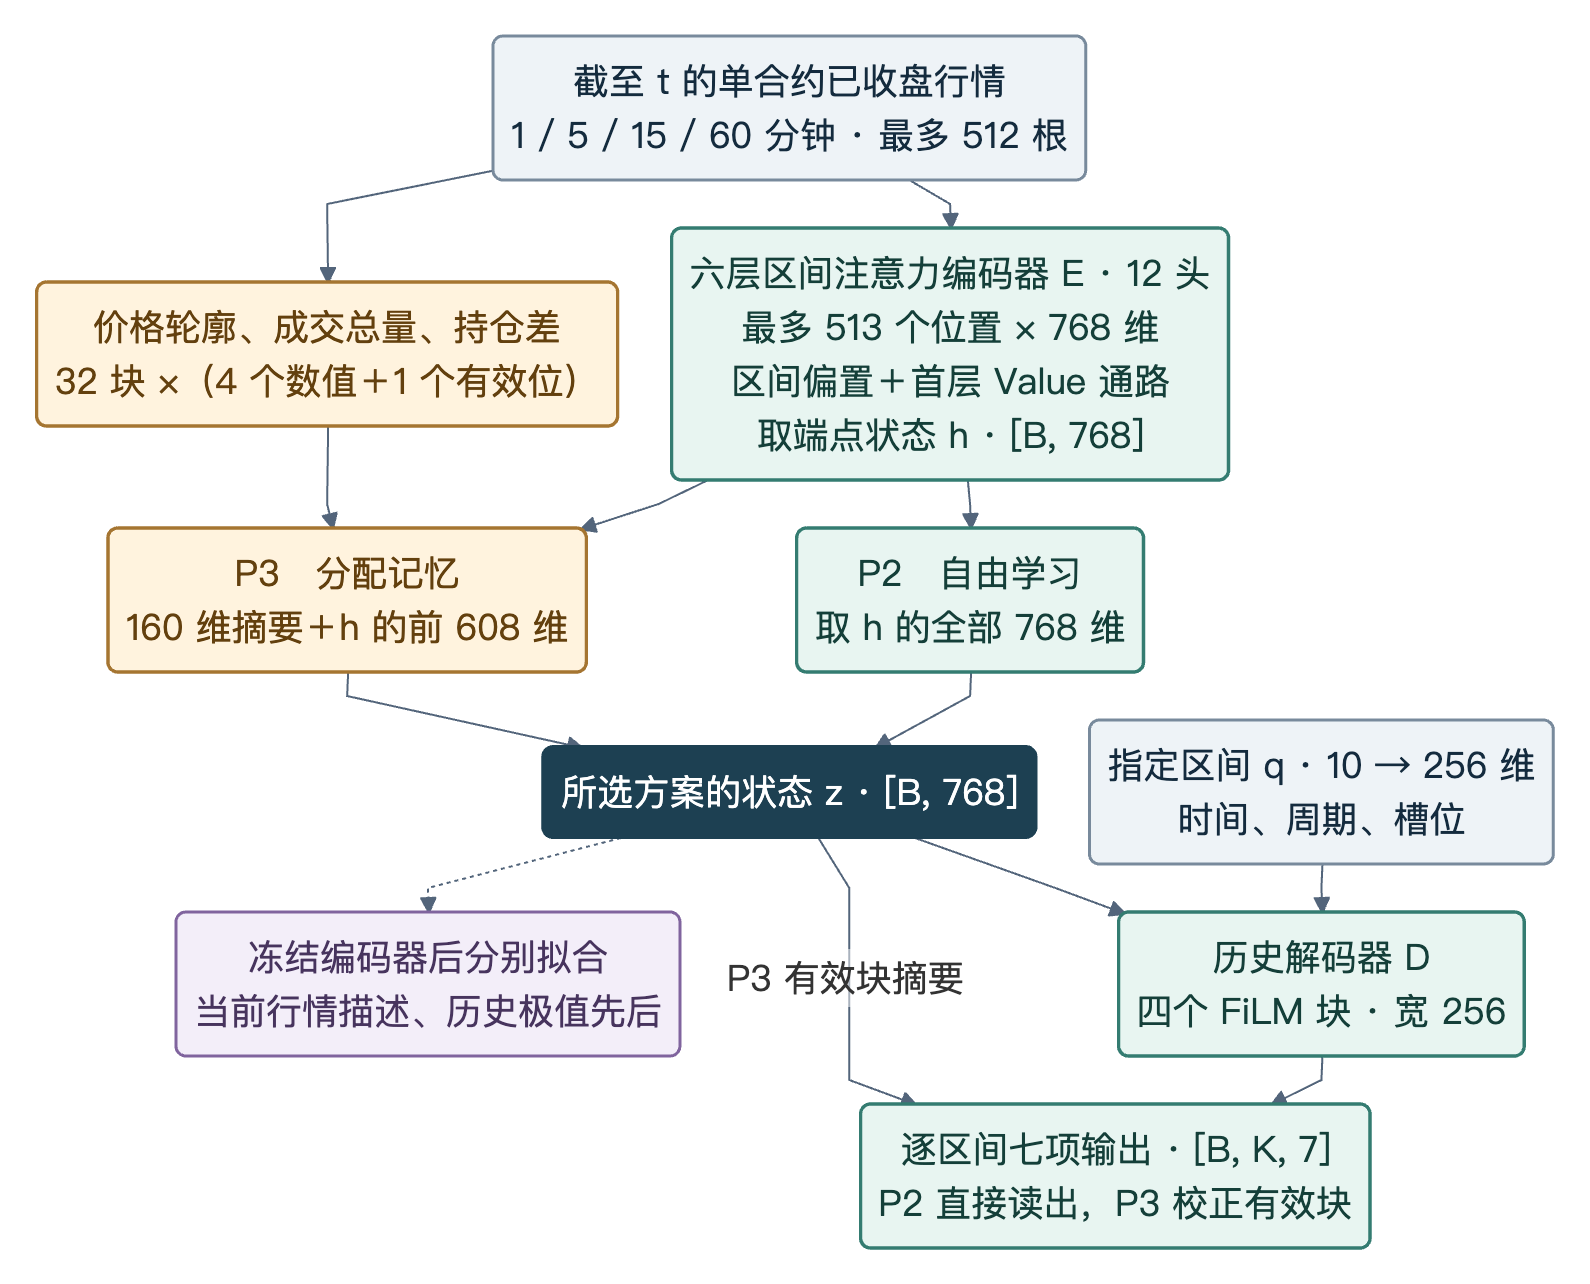 截至 t 的单合约已收盘行情
1 / 5 / 15 / 60 分钟 · 最多 512 根
六层区间注意力编码器 E · 12 头
最多 513 个位置 × 768 维
区间偏置＋首层 Value 通路
取端点状态 h · [B, 768]
价格轮廓、成交总量、持仓差
32 块 ×（4 个数值＋1 个有效位）
P3　分配记忆
160 维摘要＋h 的前 608 维
P2　自由学习
取 h 的全部 768 维
所选方案的状态 z · [B, 768]
指定区间 q · 10 → 256 维
时间、周期、槽位
冻结编码器后分别拟合
当前行情描述、历史极值先后
P3 有效块摘要
历史解码器 D
四个 FiLM 块 · 宽 256
逐区间七项输出 · [B, K, 7]
P2 直接读出，P3 校正有效块